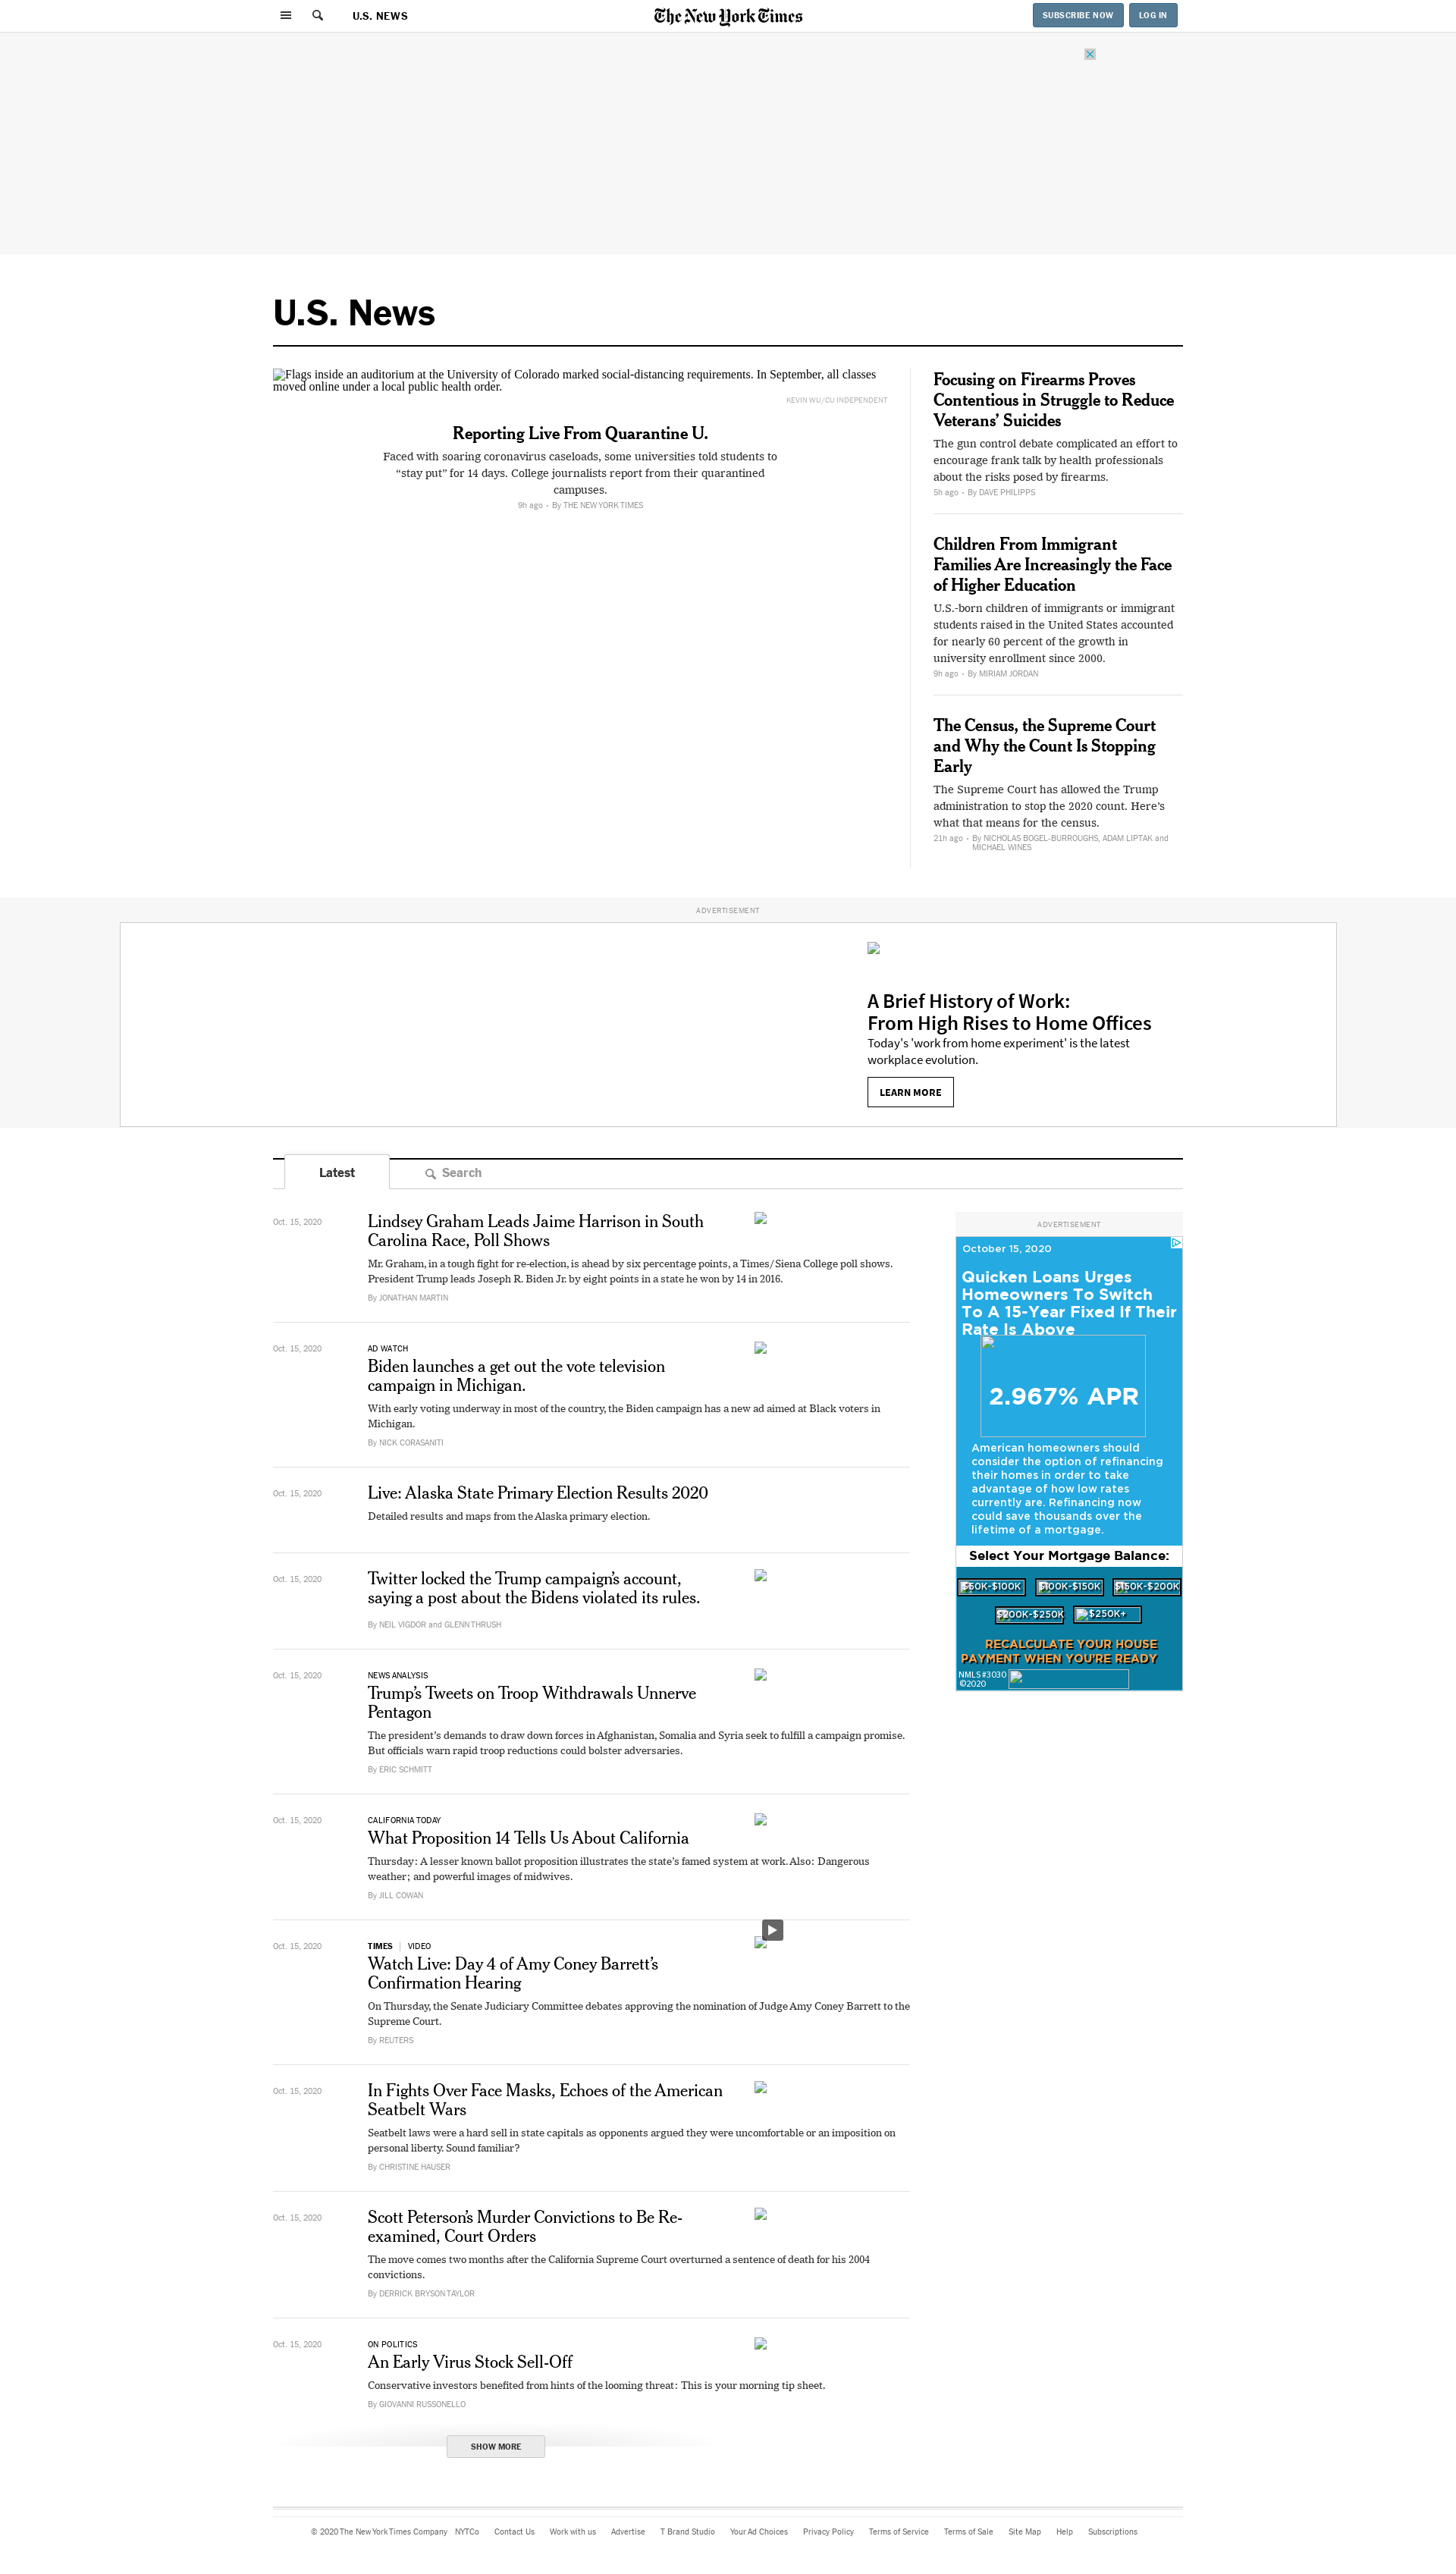 U.S. NEWS
The New York Times
SUBSCRIBE NOW
LOG IN
U.S. News
Flags inside an auditorium at the University of Colorado marked social-distancing requirements. In September, all classes
moved online under a local public health order.
KEVIN WU/CU INDEPENDENT
Reporting Live From Quarantine U.
Faced with soaring coronavirus caseloads, some universities told students to
“stay put” for 14 days. College journalists report from their quarantined
campuses.
9h ago • By THE NEW YORK TIMES
Focusing on Firearms Proves
Contentious in Struggle to Reduce
Veterans’ Suicides
The gun control debate complicated an effort to
encourage frank talk by health professionals
about the risks posed by firearms.
5h ago • By DAVE PHILIPPS
Children From Immigrant
Families Are Increasingly the Face
of Higher Education
U.S.-born children of immigrants or immigrant
students raised in the United States accounted
for nearly 60 percent of the growth in
university enrollment since 2000.
9h ago • By MIRIAM JORDAN
The Census, the Supreme Court
and Why the Count Is Stopping
Early
The Supreme Court has allowed the Trump
administration to stop the 2020 count. Here’s
what that means for the census.
21h ago • By NICHOLAS BOGEL-BURROUGHS, ADAM LIPTAK and
MICHAEL WINES
ADVERTISEMENT
A Brief History of Work:
From High Rises to Home Offices
Today's 'work from home experiment' is the latest
workplace evolution.
LEARN MORE
Latest
Search
Oct. 15, 2020
Lindsey Graham Leads Jaime Harrison in South
Carolina Race, Poll Shows
Mr. Graham, in a tough fight for re-election, is ahead by six percentage points, a Times/Siena College poll shows.
President Trump leads Joseph R. Biden Jr. by eight points in a state he won by 14 in 2016.
By JONATHAN MARTIN
Oct. 15, 2020
AD WATCH
Biden launches a get out the vote television
campaign in Michigan.
With early voting underway in most of the country, the Biden campaign has a new ad aimed at Black voters in
Michigan.
By NICK CORASANITI
Oct. 15, 2020
Live: Alaska State Primary Election Results 2020
Detailed results and maps from the Alaska primary election.
Oct. 15, 2020
Twitter locked the Trump campaign’s account,
saying a post about the Bidens violated its rules.
By NEIL VIGDOR and GLENN THRUSH
Oct. 15, 2020
NEWS ANALYSIS
Trump’s Tweets on Troop Withdrawals Unnerve
Pentagon
The president’s demands to draw down forces in Afghanistan, Somalia and Syria seek to fulfill a campaign promise.
But officials warn rapid troop reductions could bolster adversaries.
By ERIC SCHMITT
Oct. 15, 2020
CALIFORNIA TODAY
What Proposition 14 Tells Us About California
Thursday: A lesser known ballot proposition illustrates the state’s famed system at work. Also: Dangerous
weather; and powerful images of midwives.
By JILL COWAN
Oct. 15, 2020
TIMES | VIDEO
Watch Live: Day 4 of Amy Coney Barrett’s
Confirmation Hearing
On Thursday, the Senate Judiciary Committee debates approving the nomination of Judge Amy Coney Barrett to the
Supreme Court.
By REUTERS
Oct. 15, 2020
In Fights Over Face Masks, Echoes of the American
Seatbelt Wars
Seatbelt laws were a hard sell in state capitals as opponents argued they were uncomfortable or an imposition on
personal liberty. Sound familiar?
By CHRISTINE HAUSER
Oct. 15, 2020
Scott Peterson’s Murder Convictions to Be Re-
examined, Court Orders
The move comes two months after the California Supreme Court overturned a sentence of death for his 2004
convictions.
By DERRICK BRYSON TAYLOR
Oct. 15, 2020
ON POLITICS
An Early Virus Stock Sell-Off
Conservative investors benefited from hints of the looming threat: This is your morning tip sheet.
By GIOVANNI RUSSONELLO
SHOW MORE
ADVERTISEMENT
October 15, 2020
Quicken Loans Urges
Homeowners To Switch
To A 15-Year Fixed If Their
Rate Is Above
2.967% APR
American homeowners should
consider the option of refinancing
their homes in order to take
advantage of how low rates
currently are. Refinancing now
could save thousands over the
lifetime of a mortgage.
Select Your Mortgage Balance:
$60K-$100K $100K-$150K $150K-$200K
$200K-$250K $250K+
RECALCULATE YOUR HOUSE
PAYMENT WHEN YOU'RE READY
NMLS#3030
©2020
© 2020 The New York Times Company NYTCo Contact Us Work with us Advertise T Brand Studio Your Ad Choices Privacy Policy Terms of Service Terms of Sale Site Map Help Subscriptions